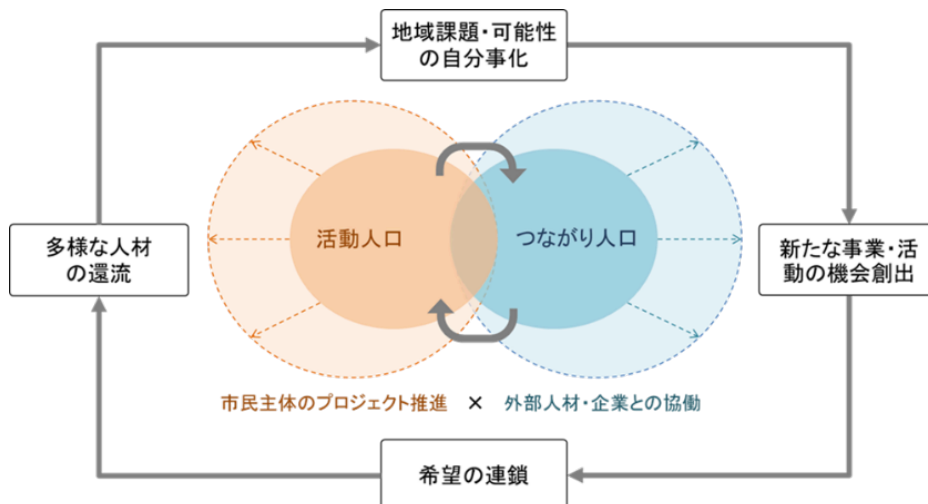 地域課題・可能性
の自分事化
活動人口
つながり人口
多様な人材
の還流
新たな事業・活
動の機会創出
市民主体のプロジェクト推進 × 外部人材・企業との協働
希望の連鎖